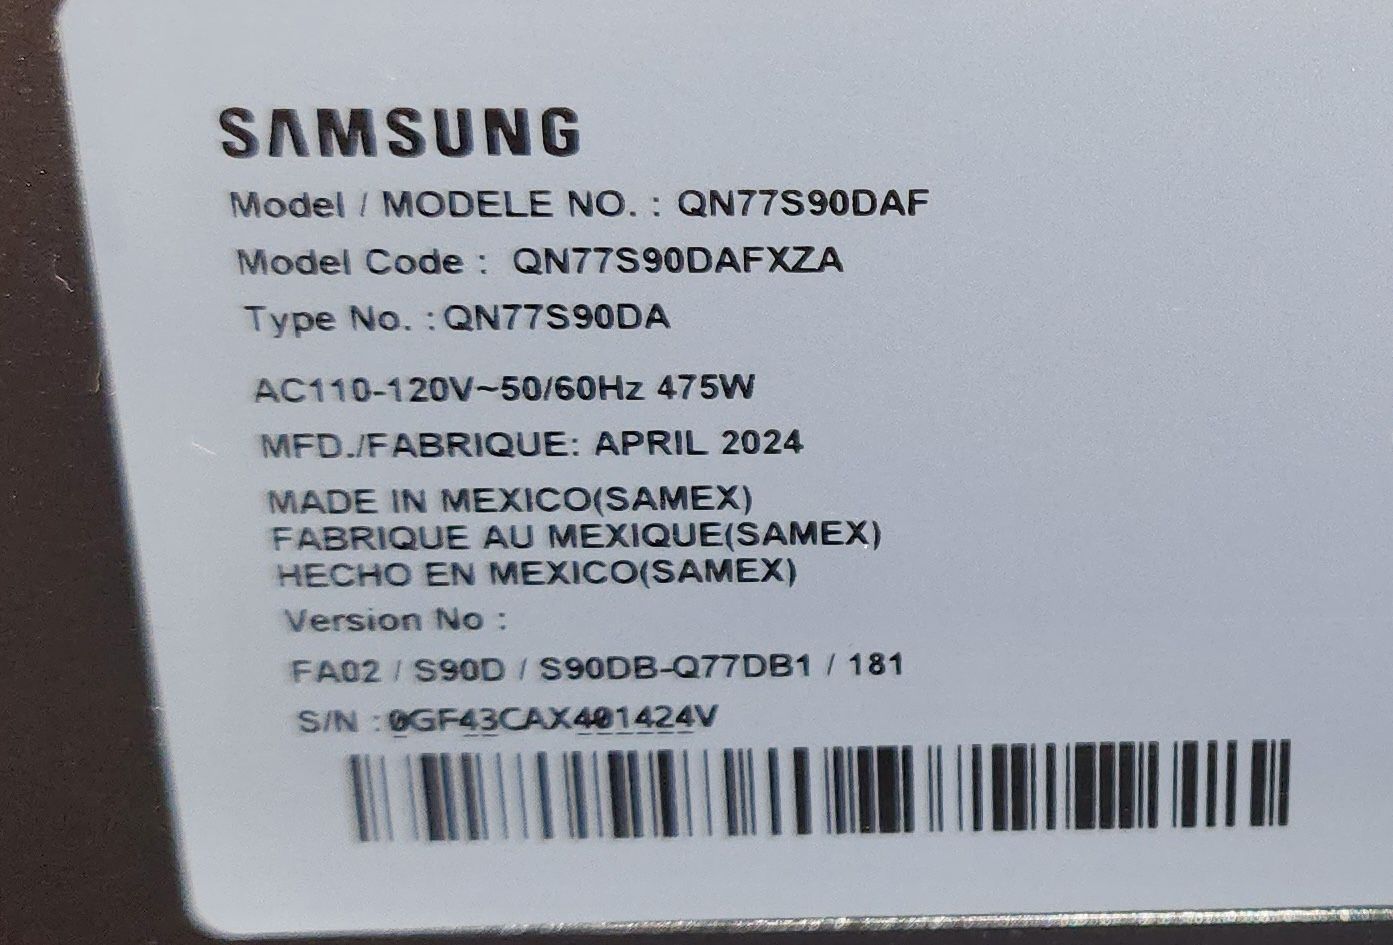 SAMSUNG
Model / MODELE NO. : QN77S90DAF
Model Code : QN77S90DAFXZA
Type No. :QN77S90DA
AC110-120V~50/60Hz 475W
MFD./FABRIQUE: APRIL 2024
MADE IN MEXICO(SAMEX)
FABRIQUE AU MEXIQUE(SAMEX)
HECHO EN MEXICO(SAMEX)
Version No :
FA02 / S90D / S90DB-Q77DB1 / 181
S/N :0GF43CAX401424V